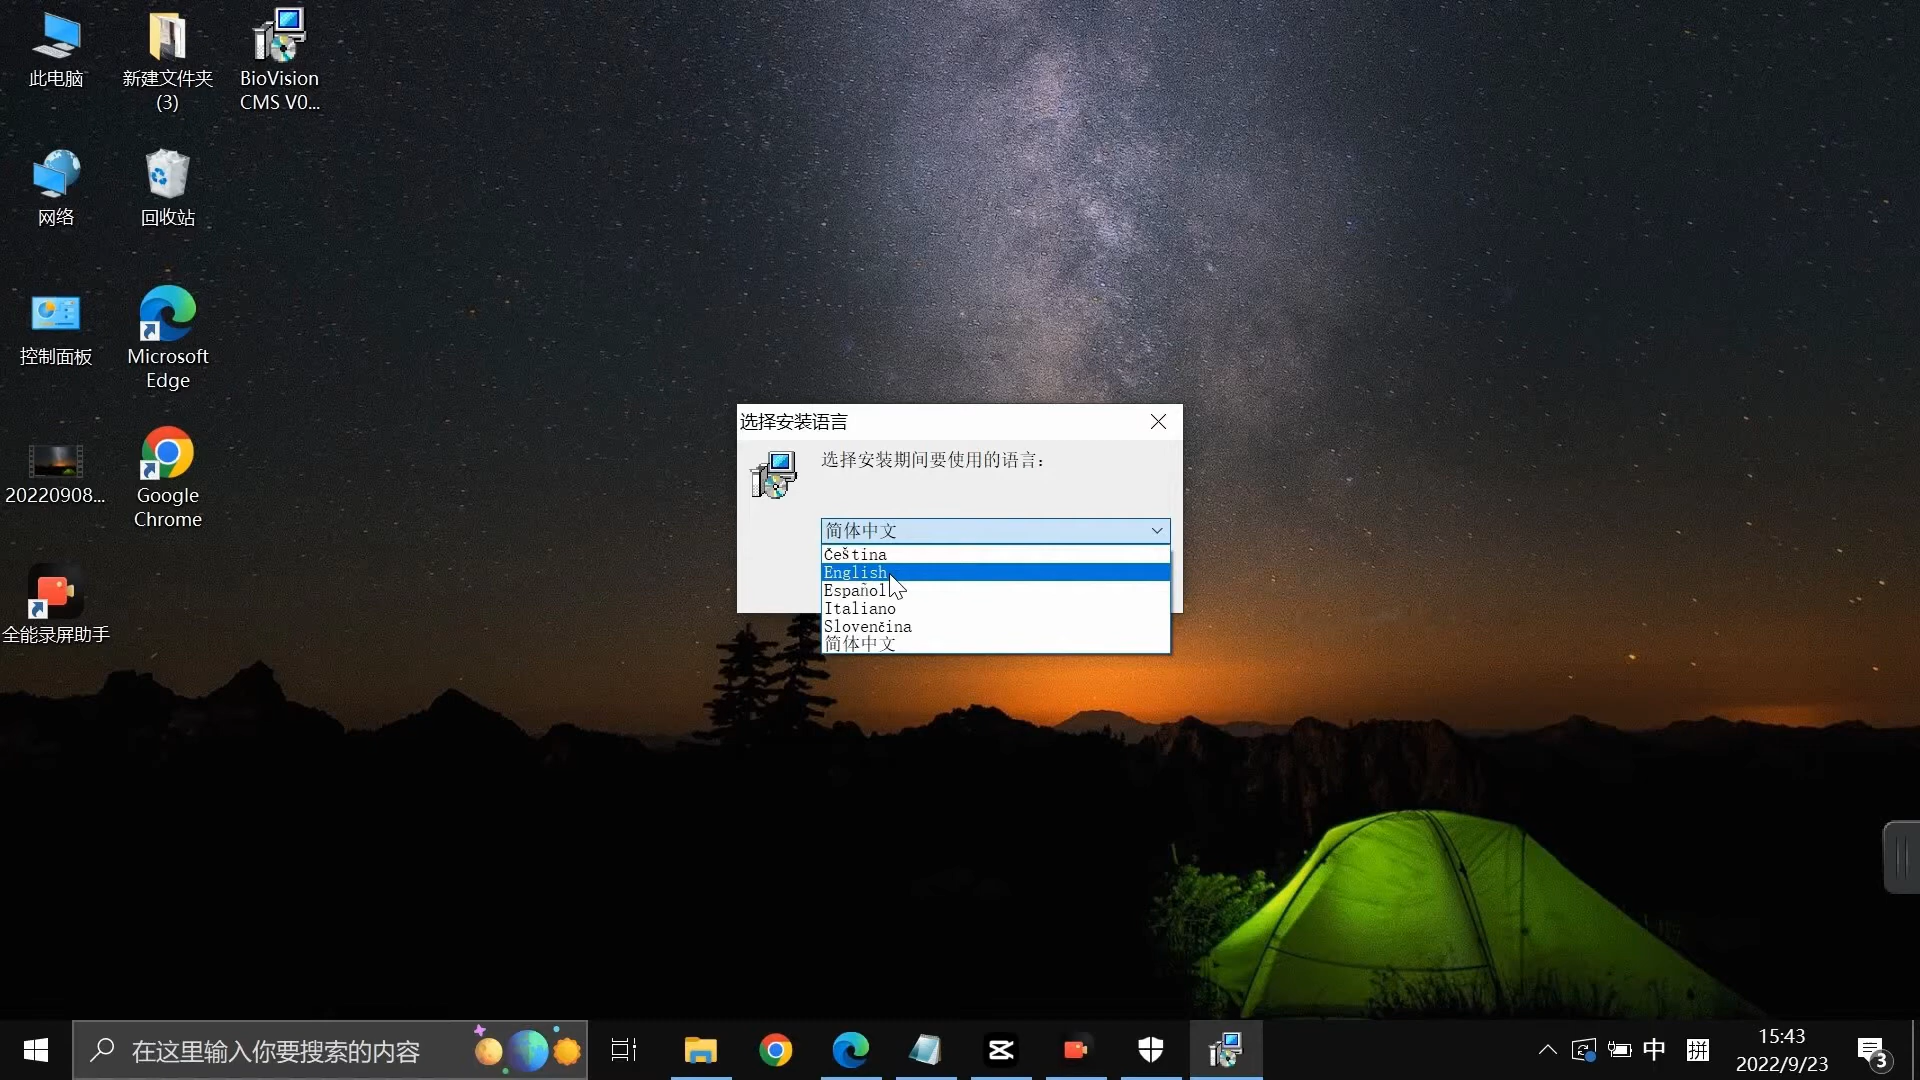 此电脑
新建文件夹
(3)
BioVision
CMS V0...
网络
回收站
控制面板
Microsoft
Edge
20220908...
Google
Chrome
全能录屏助手
选择安装语言
选择安装期间要使用的语言:
简体中文
Čeština
English
Español
Italiano
Slovenčina
简体中文
在这里输入你要搜索的内容
中
拼
15:43
2022/9/23
3